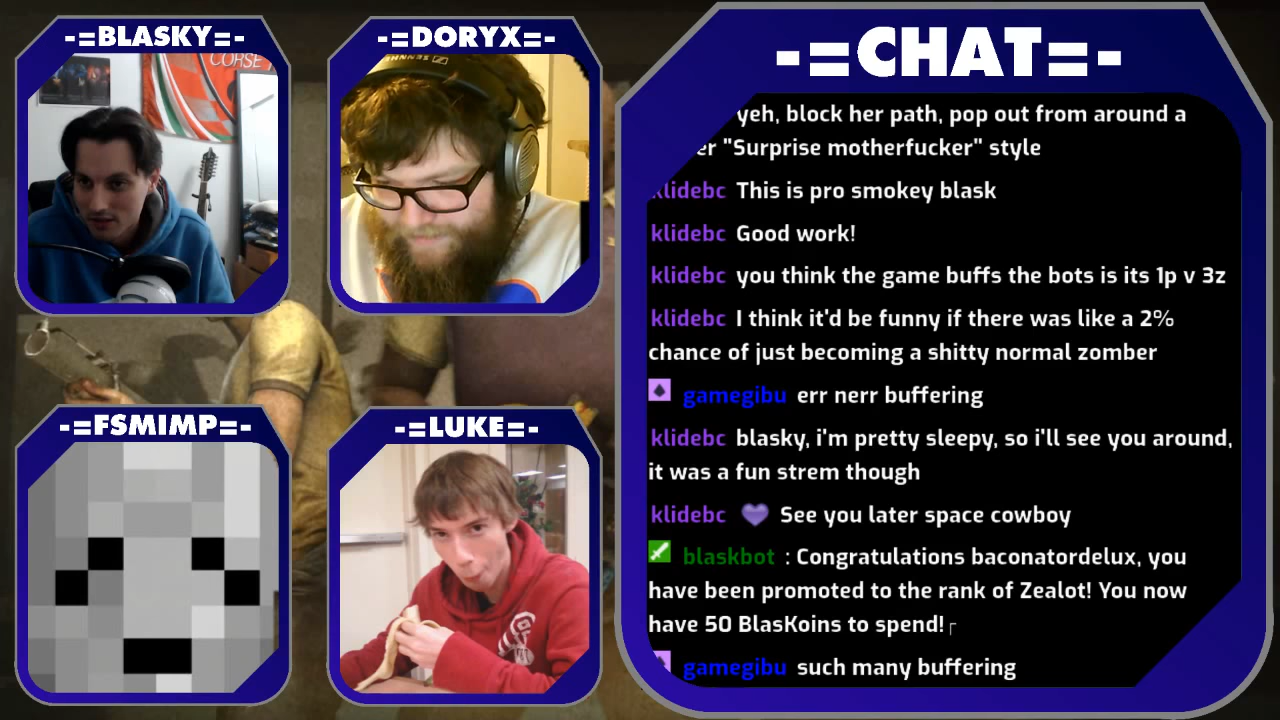 -=BLASKY=-
-=DORYX=-
-=CHAT=-
CORSE
yeh, block her path, pop out from around a
er "Surprise motherfucker" style
klidebc This is pro smokey blask
klidebc Good work!
klidebc you think the game buffs the bots is its 1p v 3z
klidebc I think it'd be funny if there was like a 2%
chance of just becoming a shitty normal zomber
gamegibu err nerr buffering
klidebc blasky, i'm pretty sleepy, so i'll see you around,
it was a fun strem though
klidebc 💜 See you later space cowboy
blaskbot : Congratulations baconatordelux, you
have been promoted to the rank of Zealot! You now
have 50 BlasKoins to spend!
gamegibu such many buffering
-=FSMIMP=-
-=LUKE=-